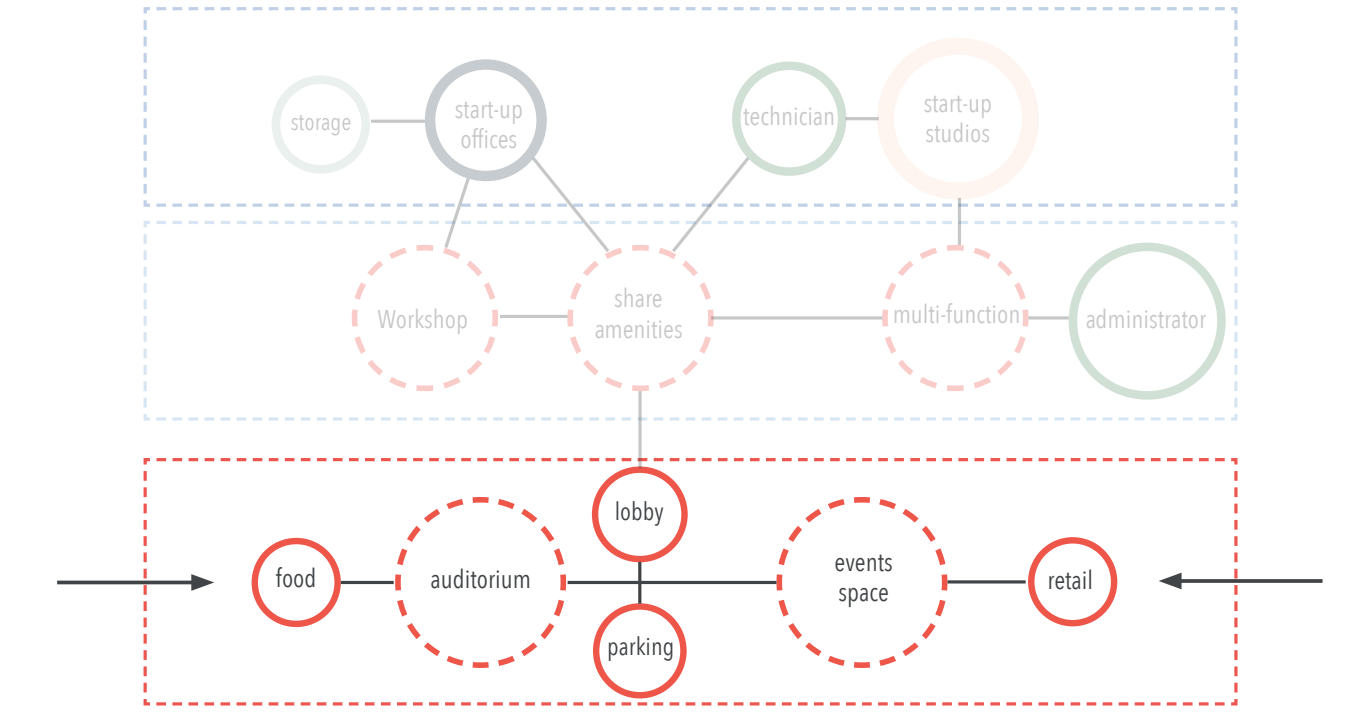 storage
start-up
offices
technician
start-up
studios
Workshop
share
amenities
multi-function
administrator
lobby
food
auditorium
events
space
retail
parking